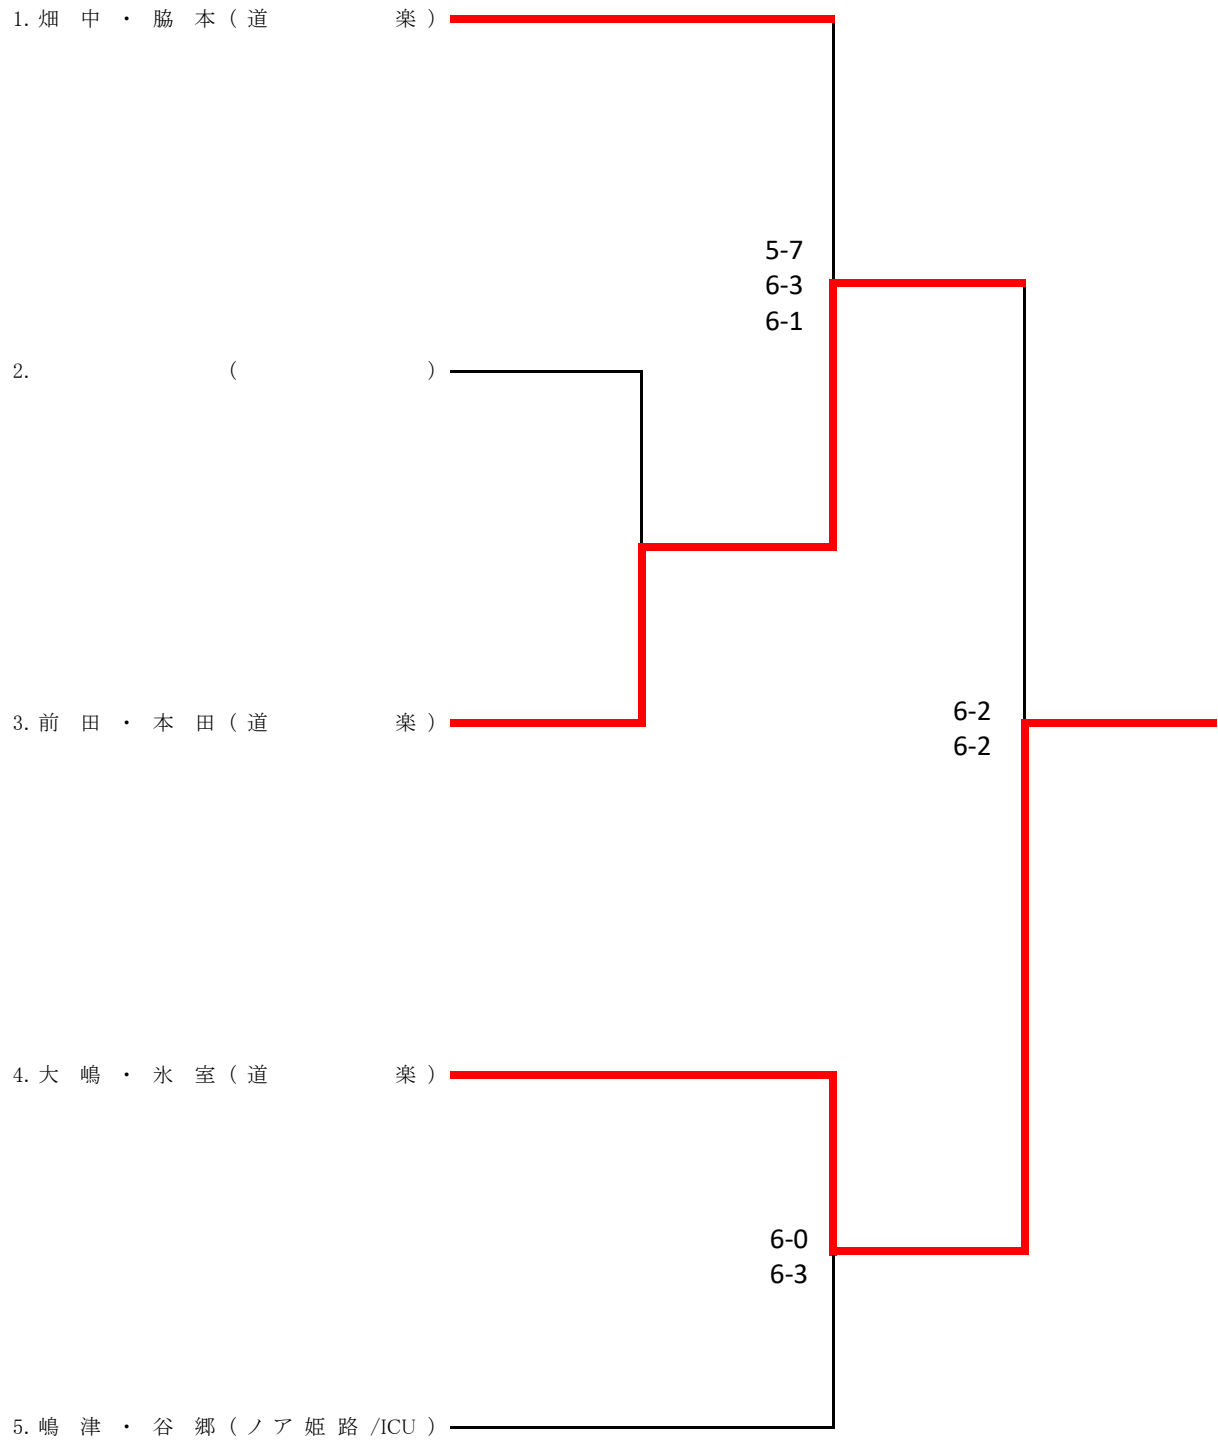 1. 畑 中 ・ 脇 本 ( 道 楽 )
5-7
6-3
6-1
2. ( )
3. 前 田 ・ 本 田 ( 道 楽 )
6-2
6-2
4. 大 嶋 ・ 氷 室 ( 道 楽 )
6-0
6-3
5. 嶋 津 ・ 谷 郷 ( ノ ア 姫 路 /ICU )